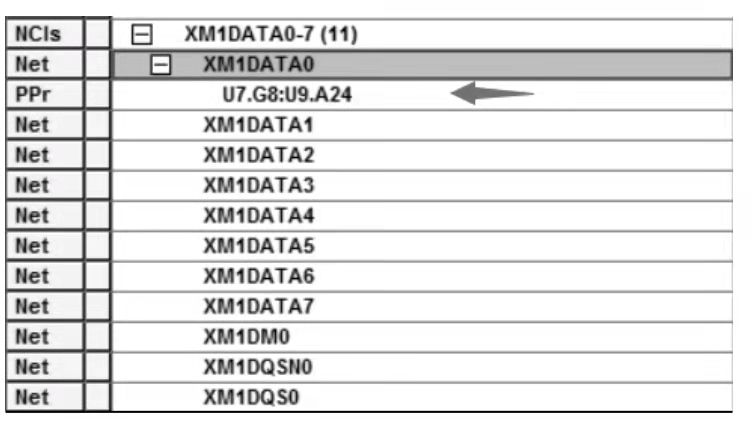 NCIs XM1DATA0-7 (11)
Net XM1DATA0
PPr U7.G8:U9.A24
Net XM1DATA1
Net XM1DATA2
Net XM1DATA3
Net XM1DATA4
Net XM1DATA5
Net XM1DATA6
Net XM1DATA7
Net XM1DM0
Net XM1DQSN0
Net XM1DQS0